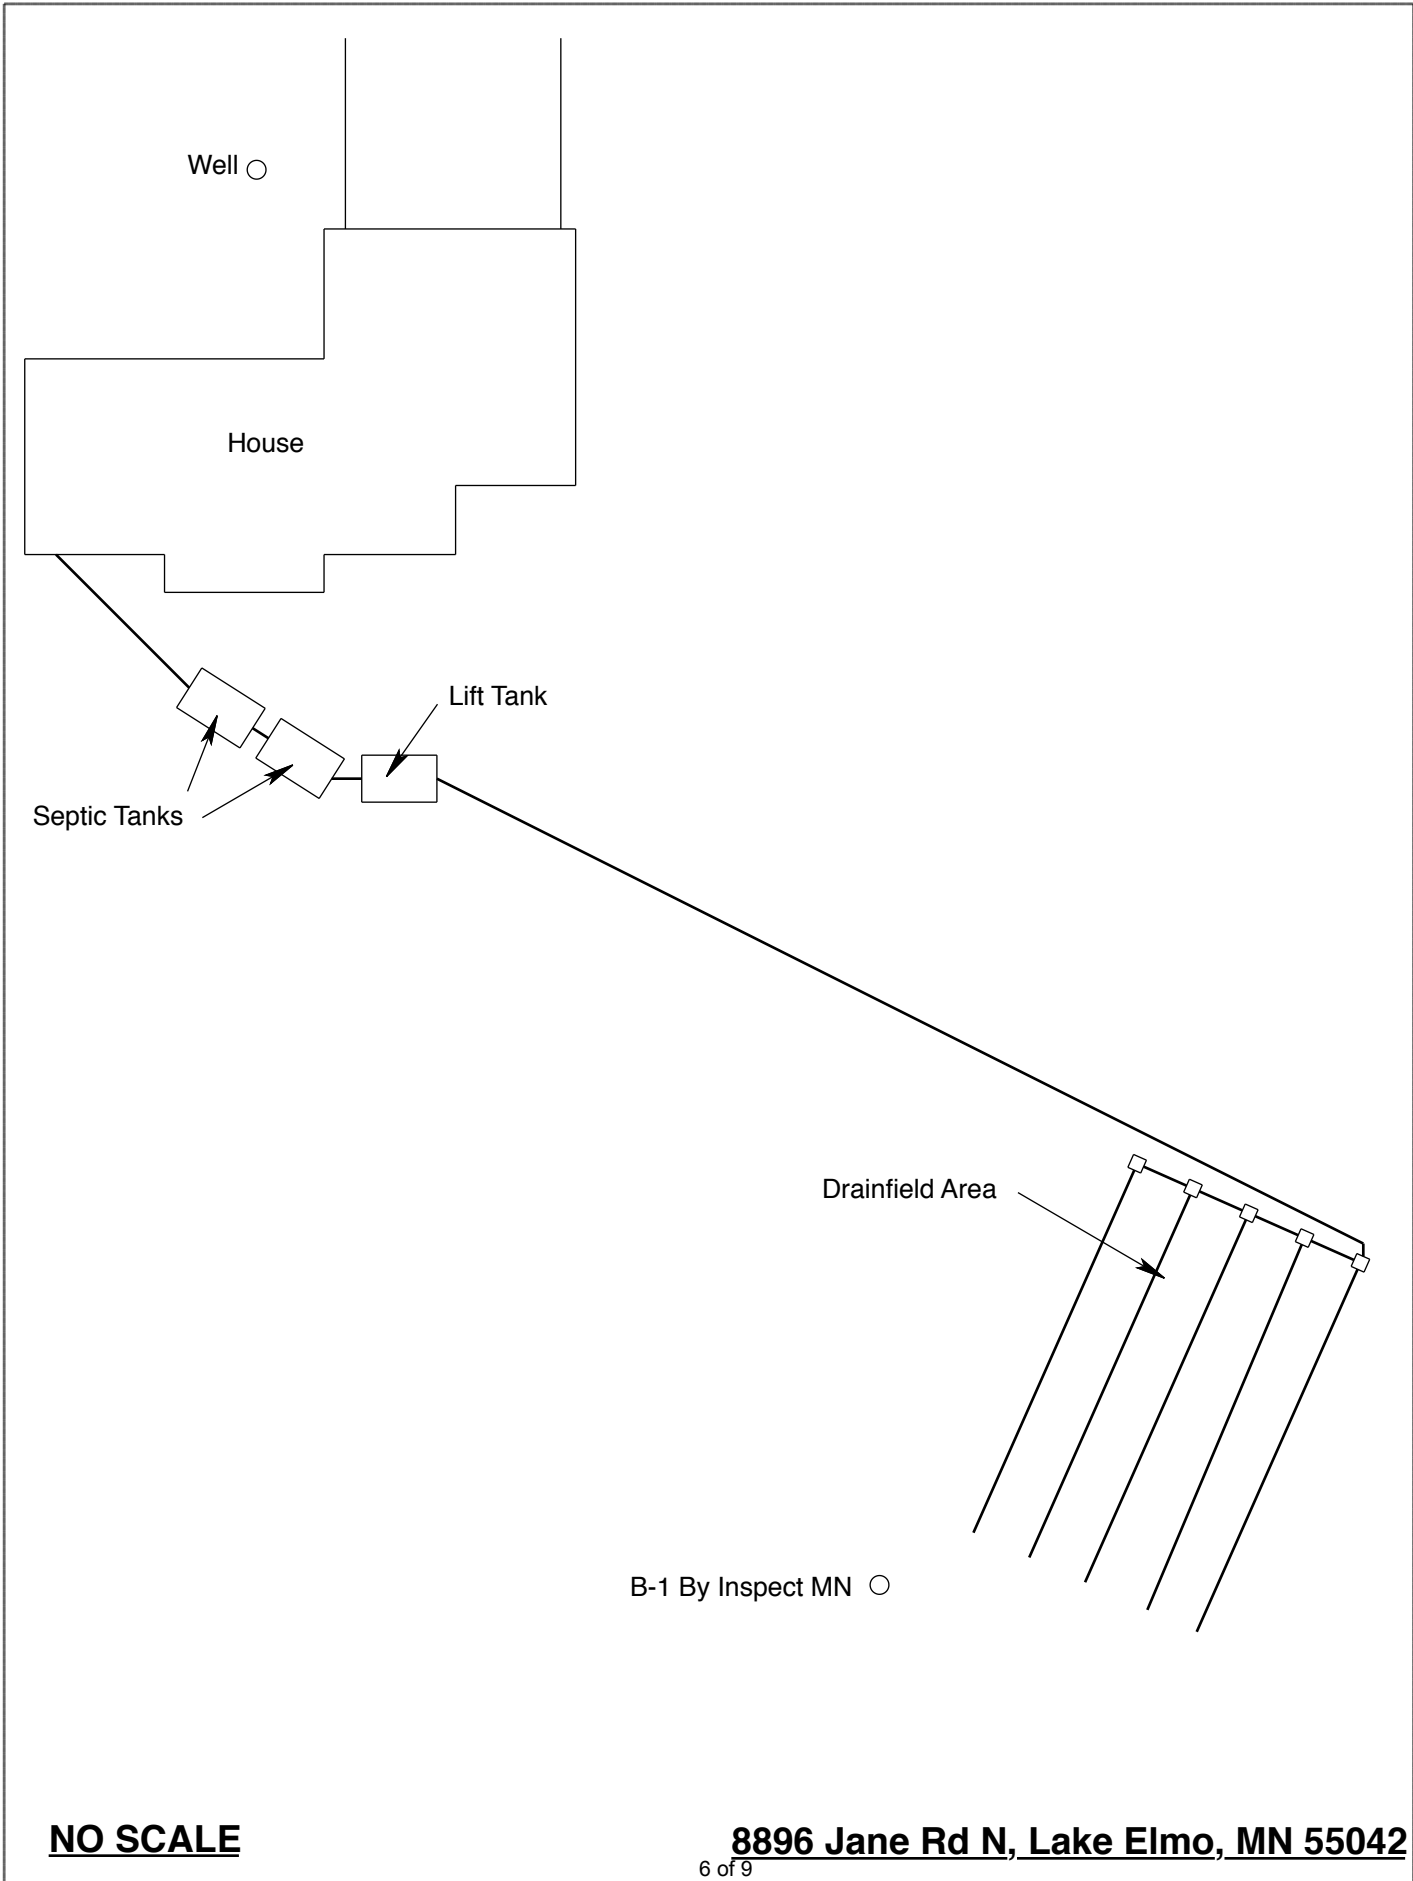 Well
House
Lift Tank
Septic Tanks
Drainfield Area
B-1 By Inspect MN
NO SCALE
8896 Jane Rd N, Lake Elmo, MN 55042
6 of 9